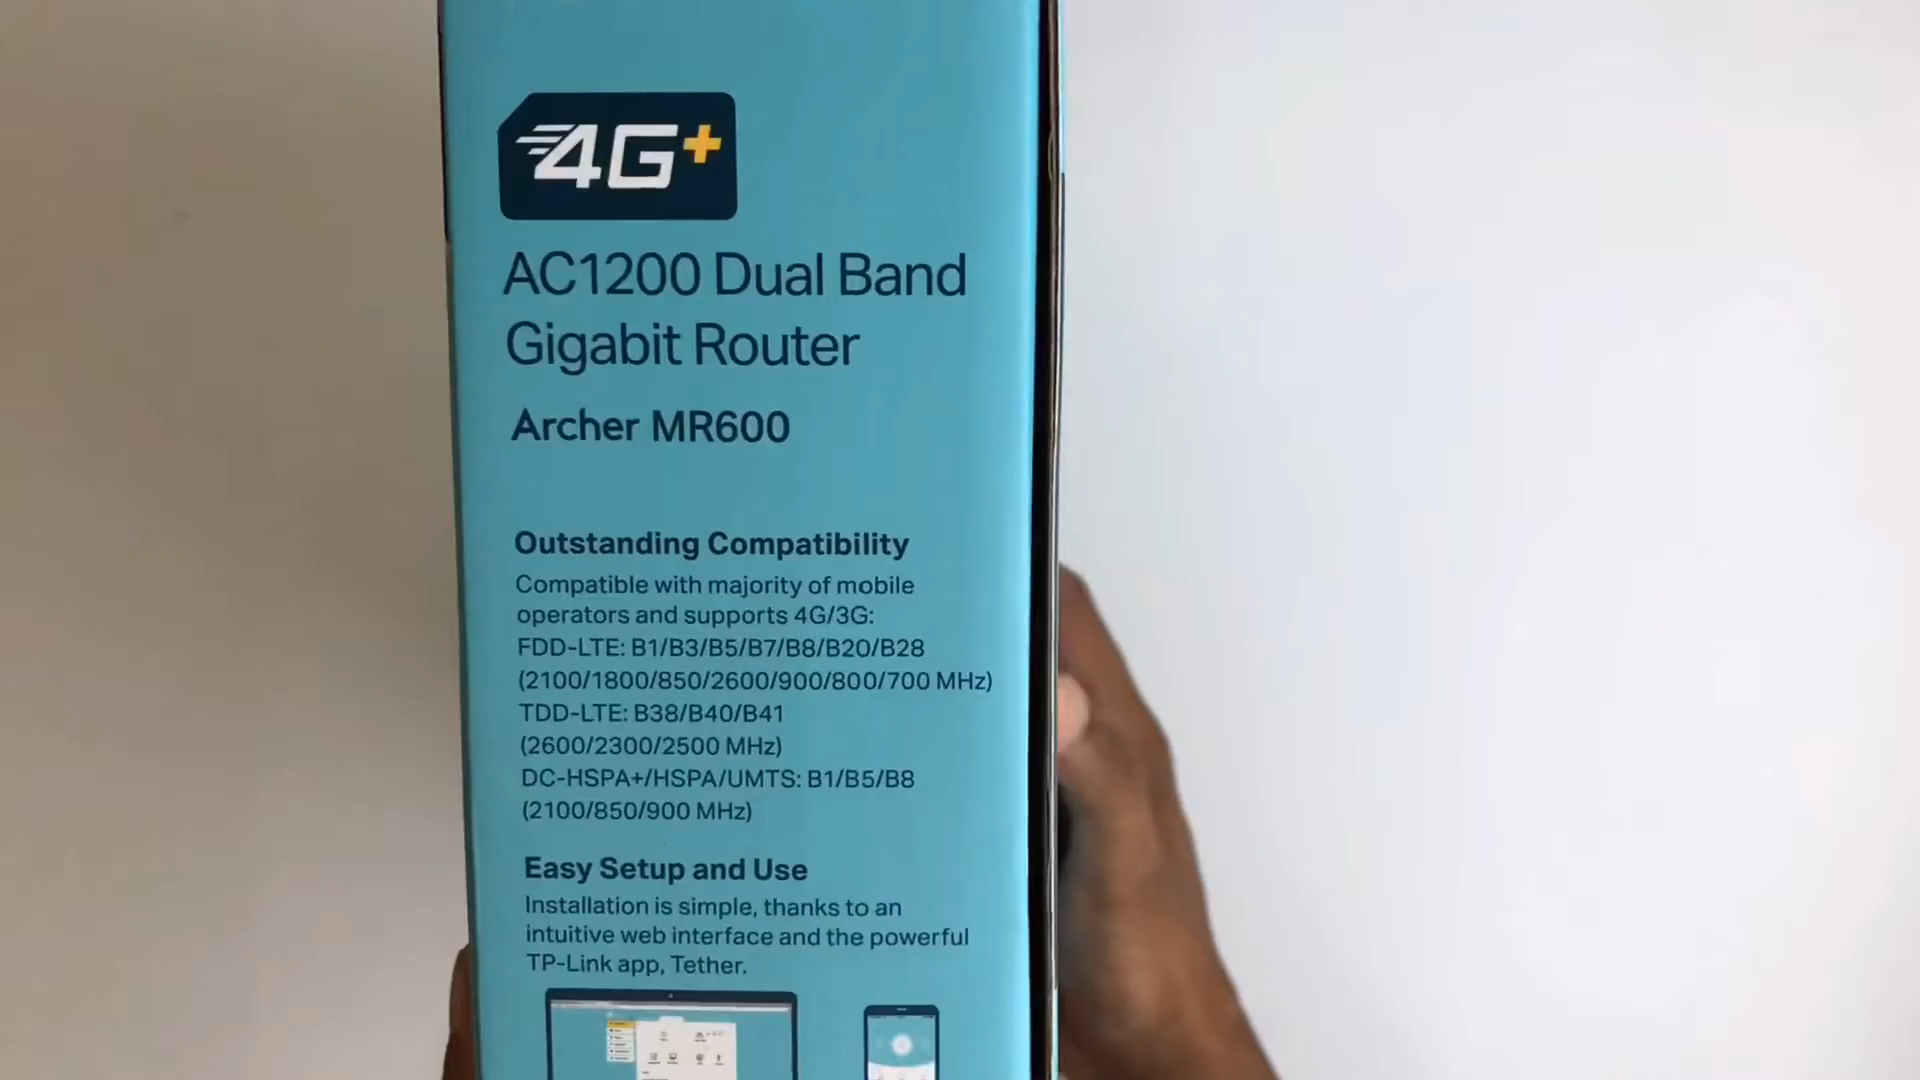 4G+
AC1200 Dual Band
Gigabit Router
Archer MR600
Outstanding Compatibility
Compatible with majority of mobile
operators and supports 4G/3G:
FDD-LTE: B1/B3/B5/B7/B8/B20/B28
(2100/1800/850/2600/900/800/700 MHz)
TDD-LTE: B38/B40/B41
(2600/2300/2500 MHz)
DC-HSPA+/HSPA/UMTS: B1/B5/B8
(2100/850/900 MHz)
Easy Setup and Use
Installation is simple, thanks to an
intuitive web interface and the powerful
TP-Link app, Tether.